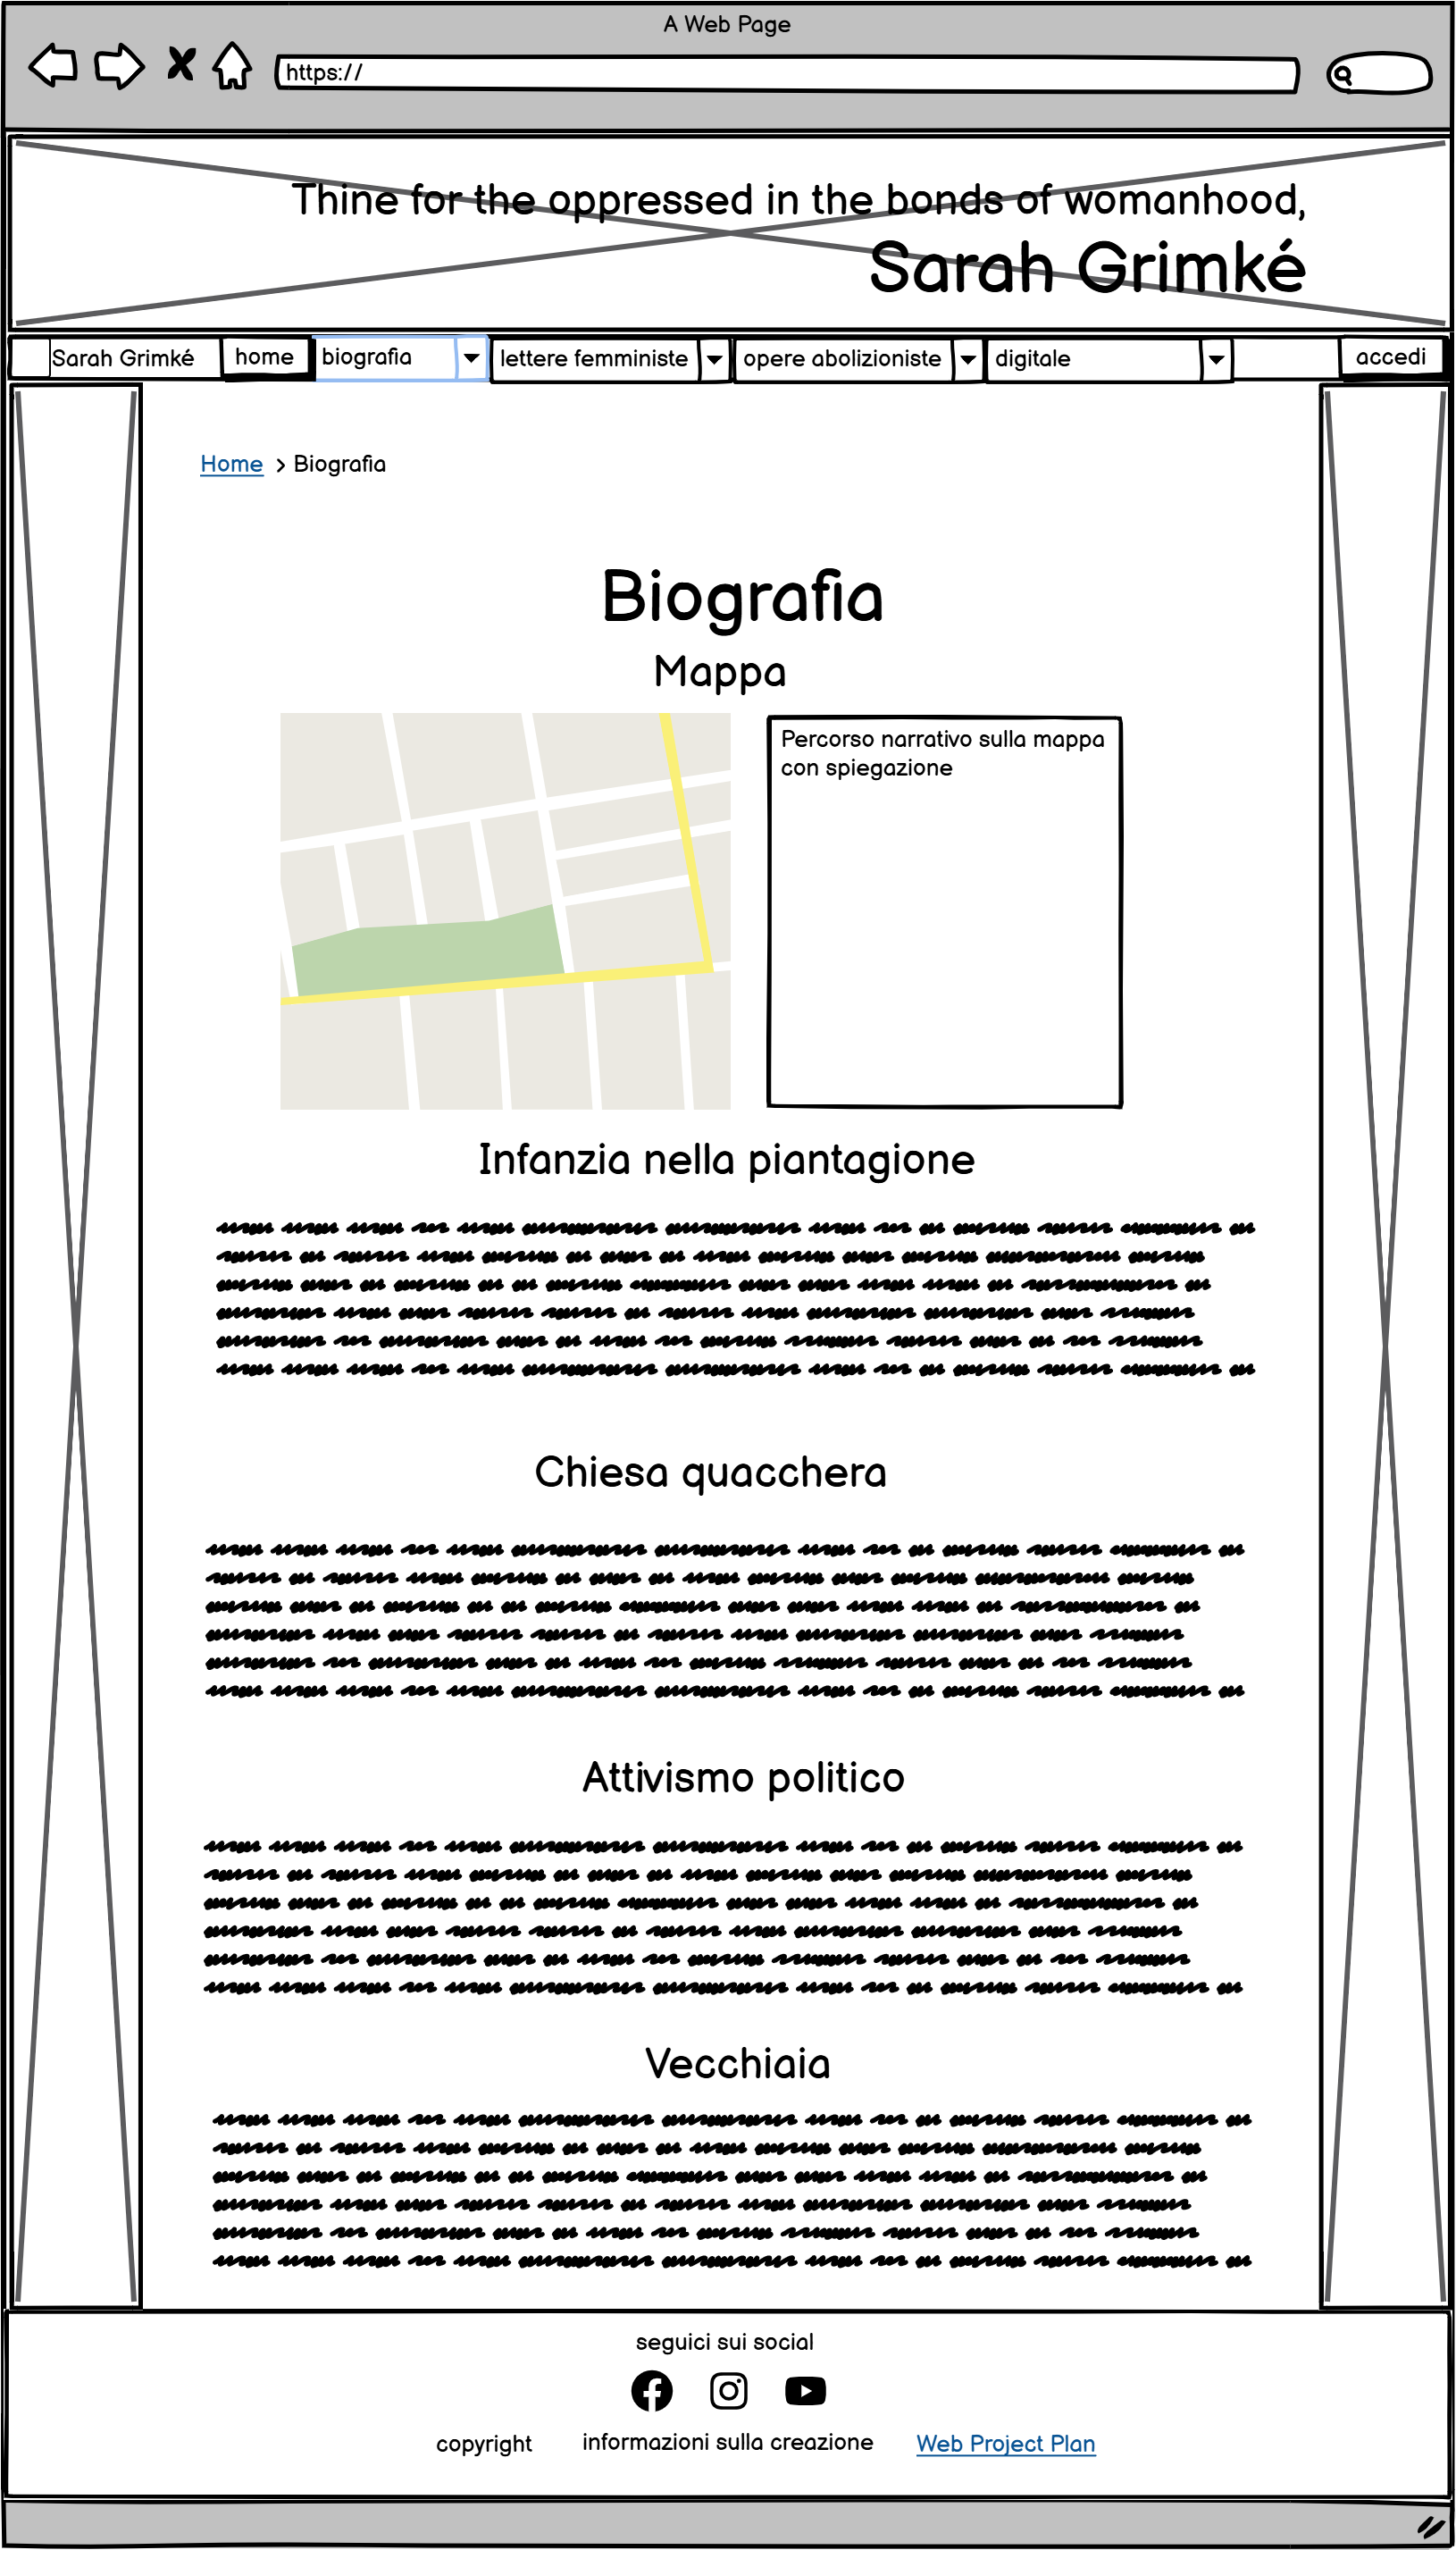 A Web Page
https://
Thine for the oppressed in the bonds of womanhood,
Sarah Grimké
Sarah Grimké home biografia lettere femministe opere abolizioniste digitale accedi
Home > Biografia
Biografia
Mappa
Percorso narrativo sulla mappa
con spiegazione
Infanzia nella piantagione
Chiesa quacchera
Attivismo politico
Vecchiaia
seguici sui social
copyright informazioni sulla creazione Web Project Plan